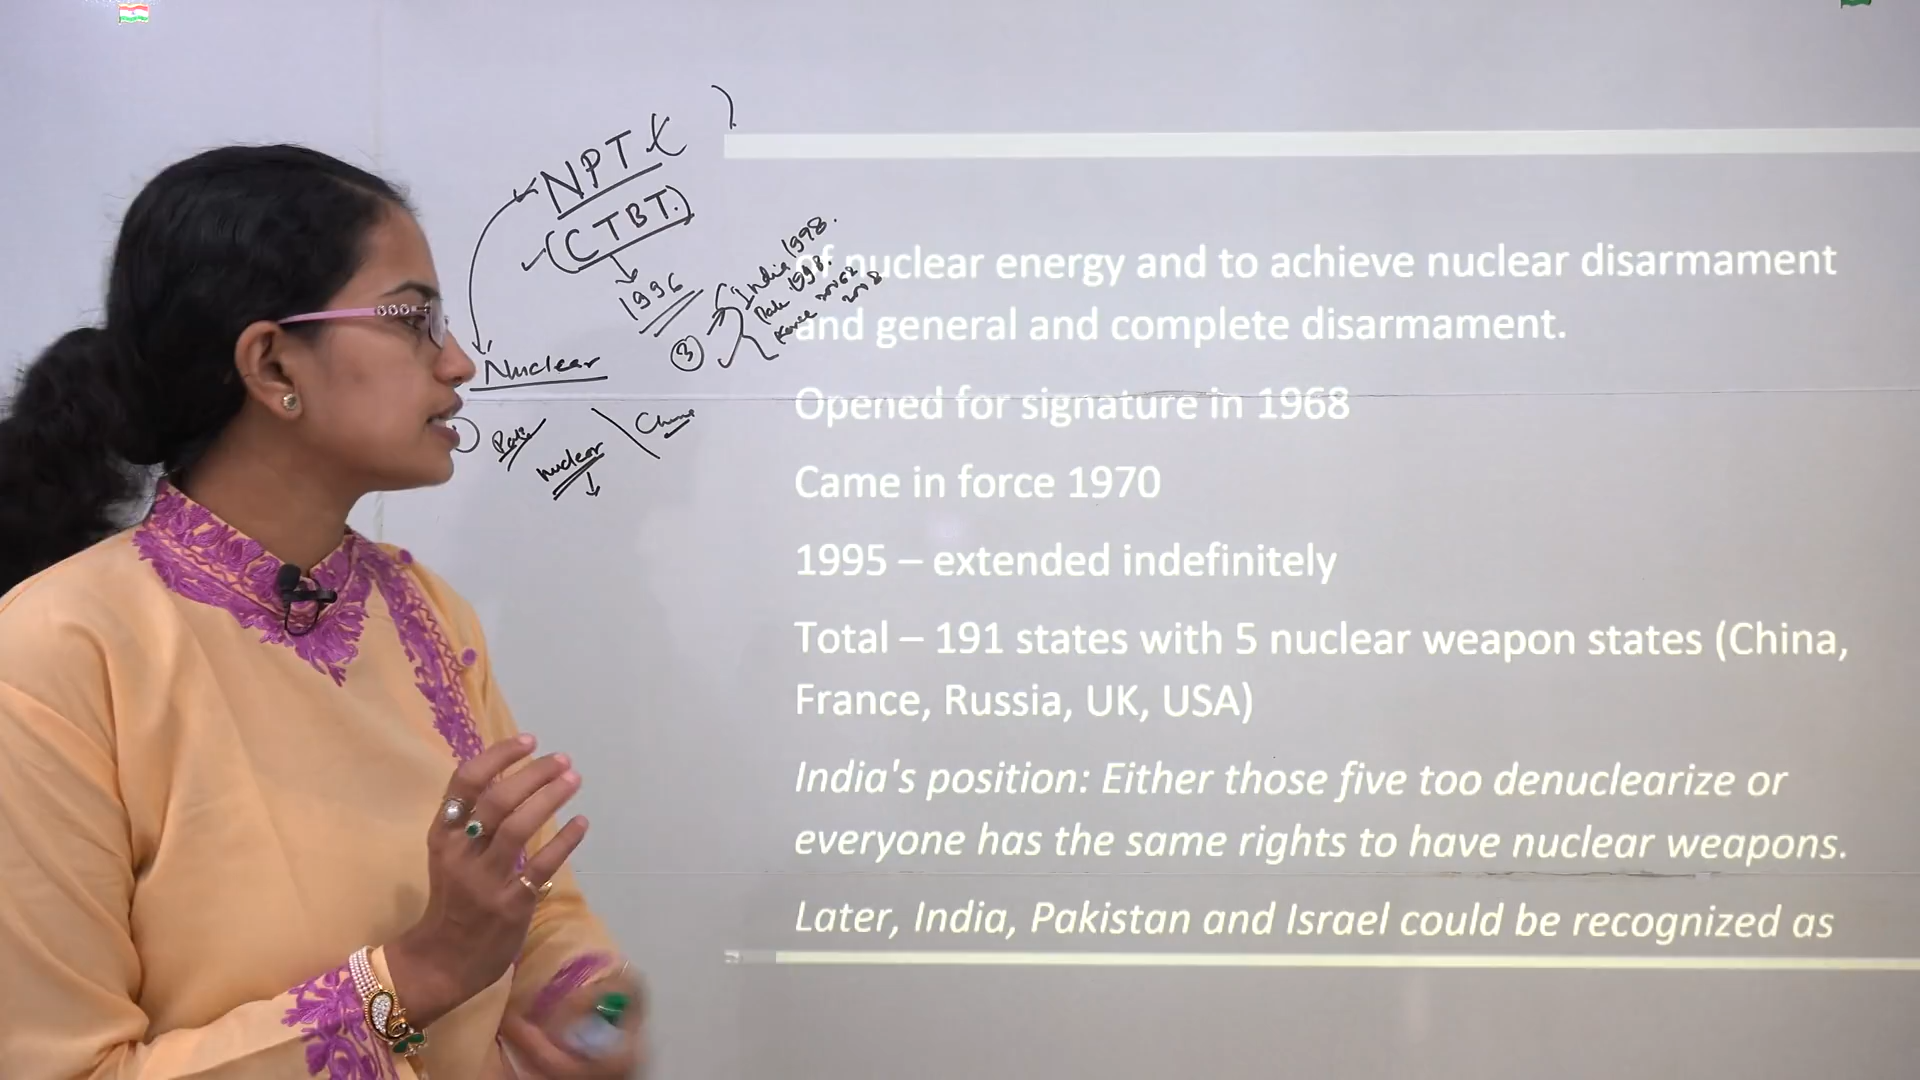 NPT
(CTBT.)
1996
India 1998.
Pak 1998.
Korea 2006
③
Nuclear
Pak
nuclear
China
of nuclear energy and to achieve nuclear disarmament
and general and complete disarmament.
Opened for signature in 1968
Came in force 1970
1995 – extended indefinitely
Total – 191 states with 5 nuclear weapon states (China,
France, Russia, UK, USA)
India's position: Either those five too denuclearize or
everyone has the same rights to have nuclear weapons.
Later, India, Pakistan and Israel could be recognized as